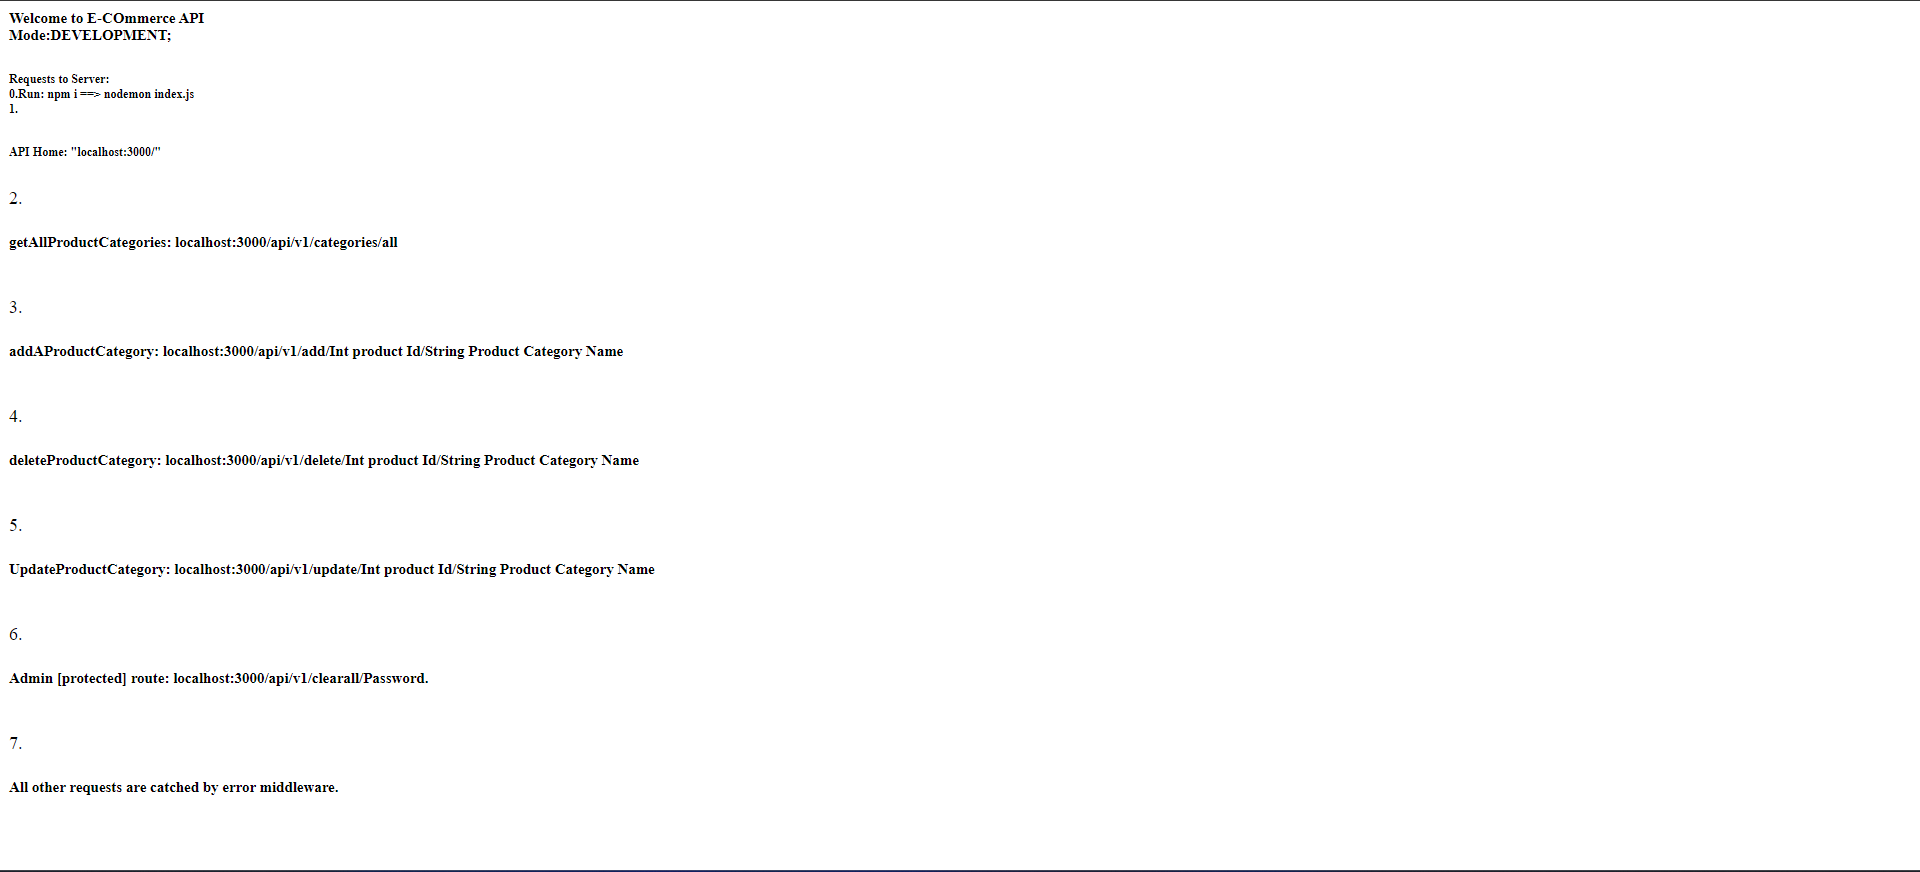 Welcome to E-COmmerce API
Mode:DEVELOPMENT;
Requests to Server:
0.Run: npm i ==> nodemon index.js
1.
API Home: "localhost:3000/"
2.
getAllProductCategories: localhost:3000/api/v1/categories/all
3.
addAProductCategory: localhost:3000/api/v1/add/Int product Id/String Product Category Name
4.
deleteProductCategory: localhost:3000/api/v1/delete/Int product Id/String Product Category Name
5.
UpdateProductCategory: localhost:3000/api/v1/update/Int product Id/String Product Category Name
6.
Admin [protected] route: localhost:3000/api/v1/clearall/Password.
7.
All other requests are catched by error middleware.